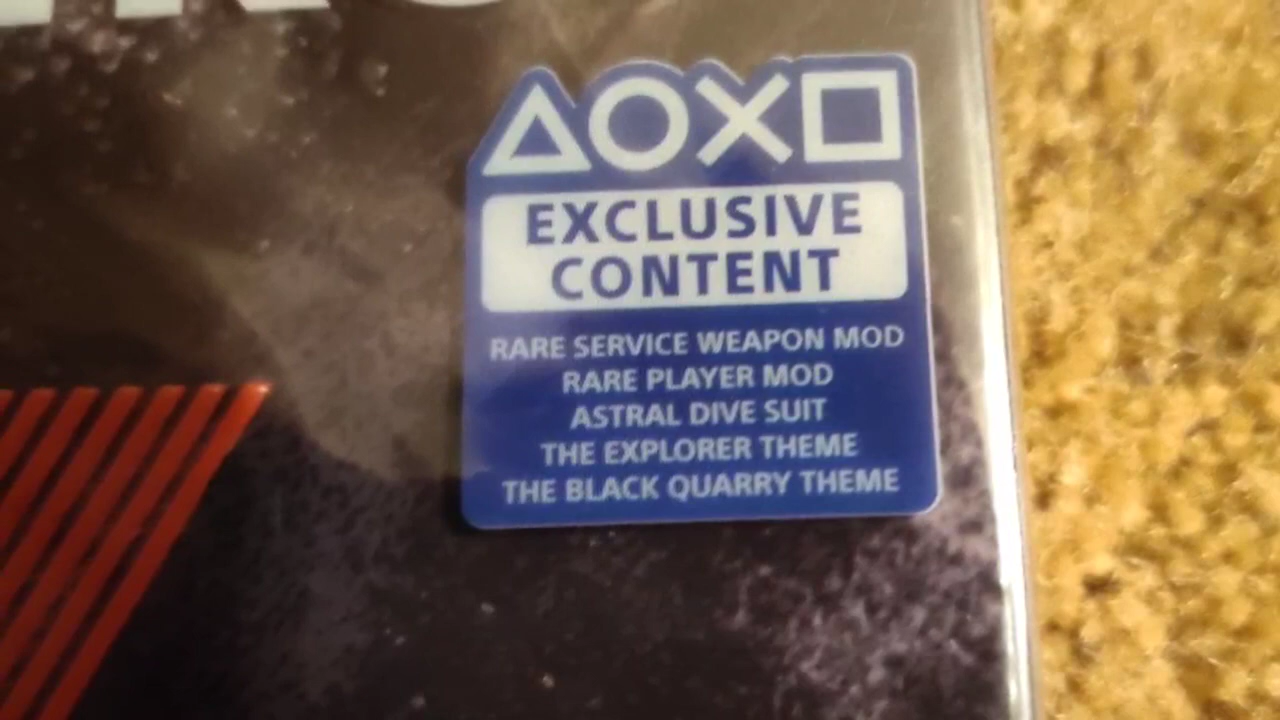 EXCLUSIVE
CONTENT
RARE SERVICE WEAPON MOD
RARE PLAYER MOD
ASTRAL DIVE SUIT
THE EXPLORER THEME
THE BLACK QUARRY THEME